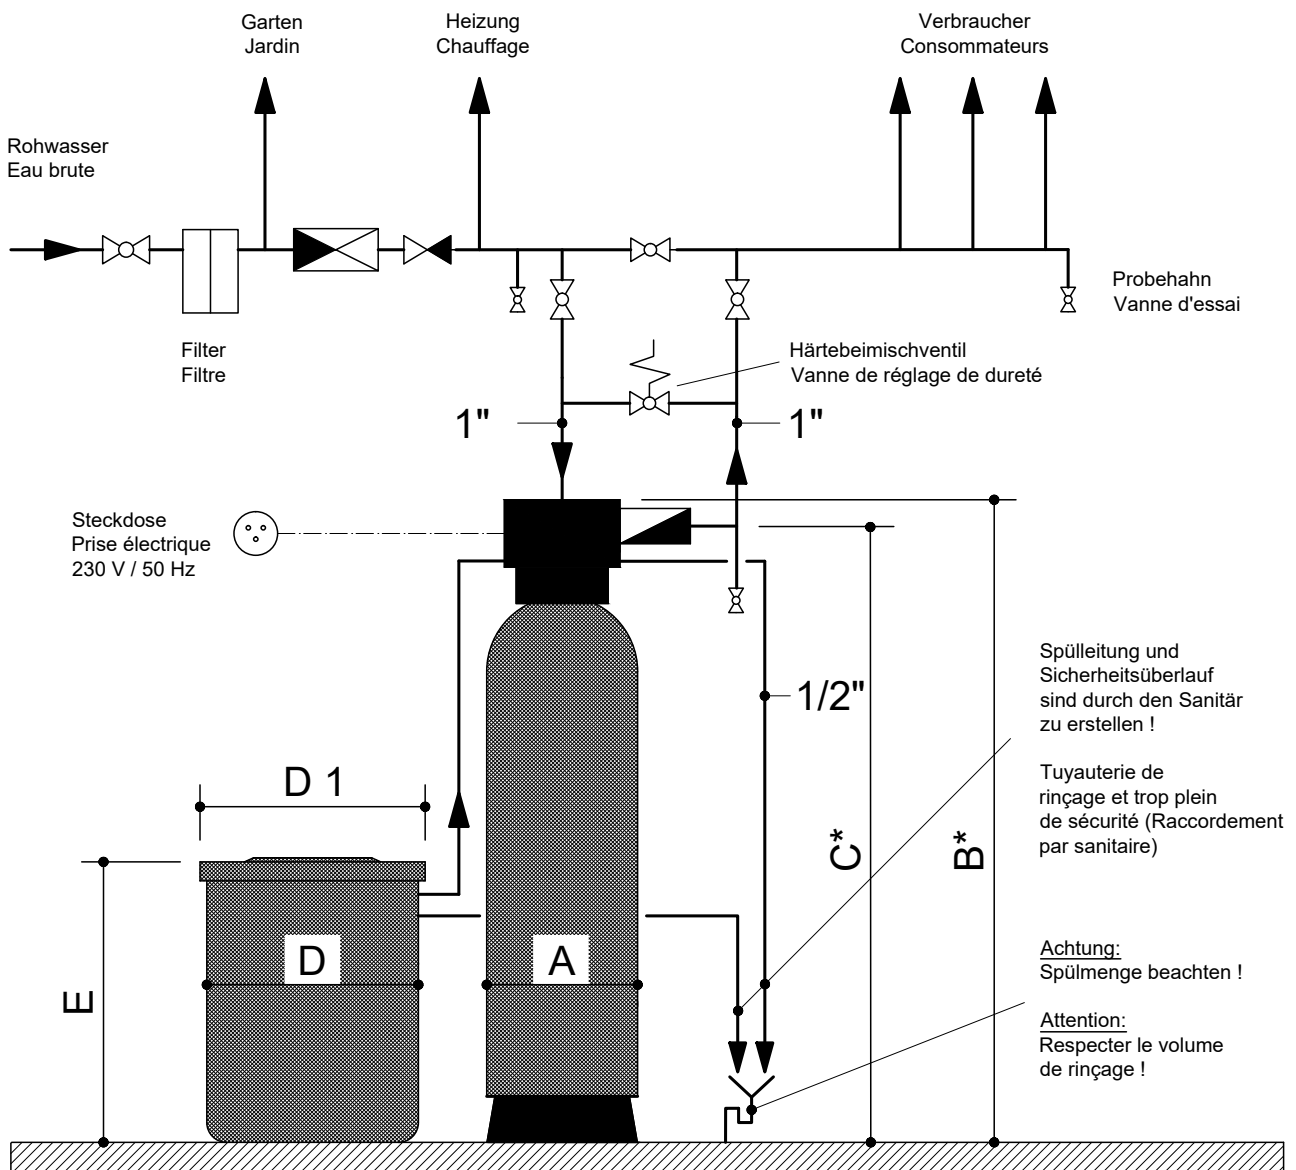 Garten
Jardin
Heizung
Chauffage
Verbraucher
Consommateurs
Rohwasser
Eau brute
Probehahn
Vanne d'essai
Filter
Filtre
Härtebeimischventil
Vanne de réglage de dureté
1"
1"
Steckdose
Prise électrique
230 V / 50 Hz
1/2"
Spülleitung und
Sicherheitsüberlauf
sind durch den Sanitär
zu erstellen !
Tuyauterie de
rinçage et trop plein
de sécurité (Raccordement
par sanitaire)
D 1
C*
B*
D
A
E
Achtung:
Spülmenge beachten !
Attention:
Respecter le volume
de rinçage !